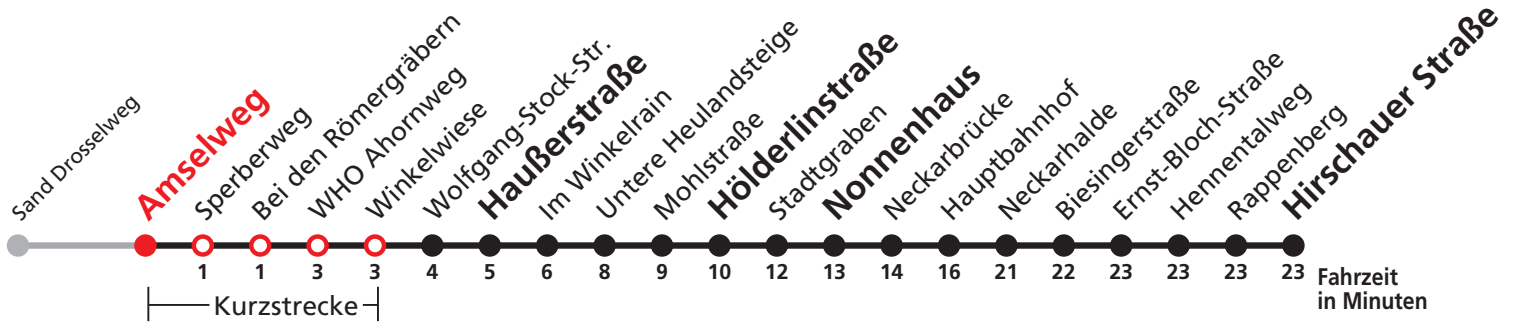 Sand Drosselweg
Amselweg
Sperberweg
Bei den Römergräbern
WHO Ahornweg
Winkelwiese
Wolfgang-Stock-Str.
Haußerstraße
Im Winkelrain
Untere Heulandsteige
Mohlstraße
Hölderlinstraße
Stadtgraben
Nonnenhaus
Neckarbrücke
Hauptbahnhof
Neckarhalde
Biesingerstraße
Ernst-Bloch-Straße
Hennentalweg
Rappenberg
Hirschauer Straße
1 1 3 3 4 5 6 8 9 10 12 13 14 16 21 22 23 23 23 23
Fahrzeit
in Minuten
Kurzstrecke